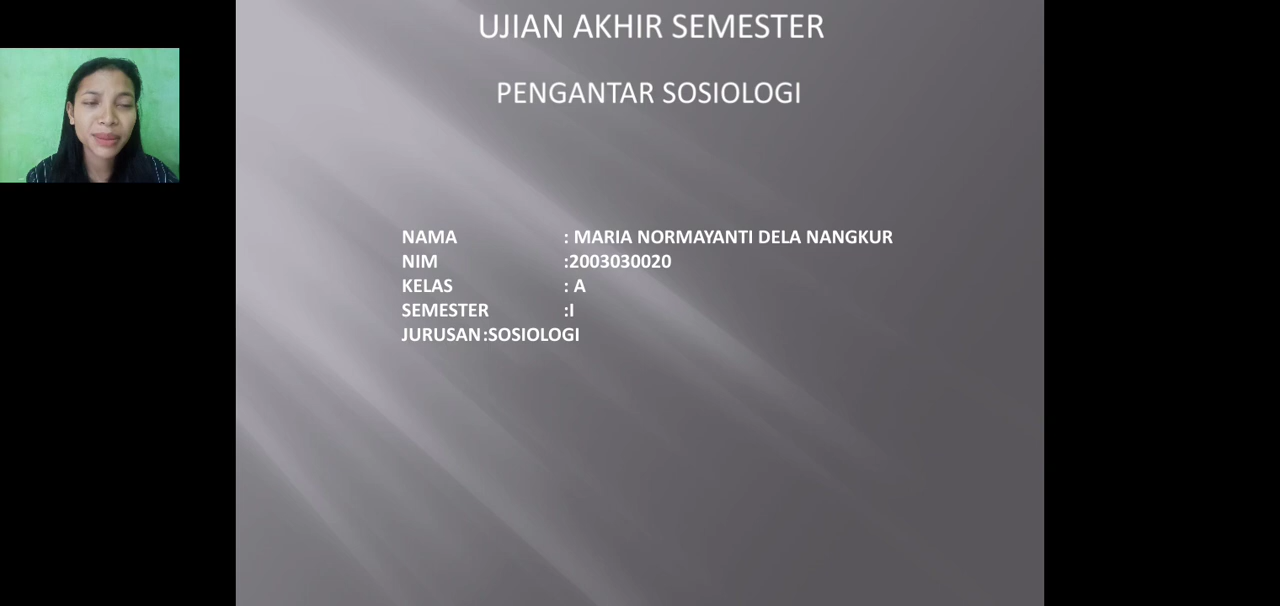 UJIAN AKHIR SEMESTER
PENGANTAR SOSIOLOGI
NAMA : MARIA NORMAYANTI DELA NANGKUR
NIM :2003030020
KELAS : A
SEMESTER :I
JURUSAN :SOSIOLOGI